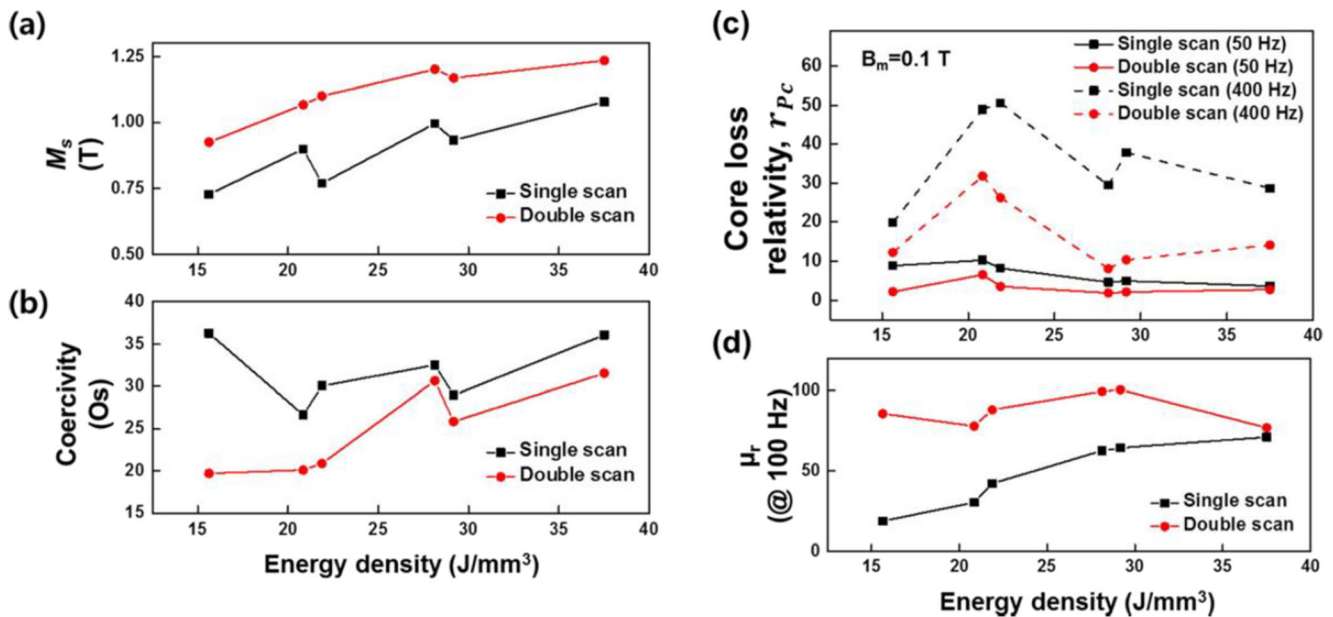 (a)
1.25
1.00
0.75
0.50
Ms
(T)
Single scan
Double scan
15 20 25 30 35 40
(b)
40
35
30
25
20
15
Coercivity
(Os)
Single scan
Double scan
15 20 25 30 35 40
Energy density (J/mm³)
(c)
60
50
40
30
20
10
0
Core loss
relativity, rPc
Bm=0.1 T
Single scan (50 Hz)
Double scan (50 Hz)
Single scan (400 Hz)
Double scan (400 Hz)
15 20 25 30 35 40
(d)
100
50
0
μr
(@ 100 Hz)
Single scan
Double scan
15 20 25 30 35 40
Energy density (J/mm³)